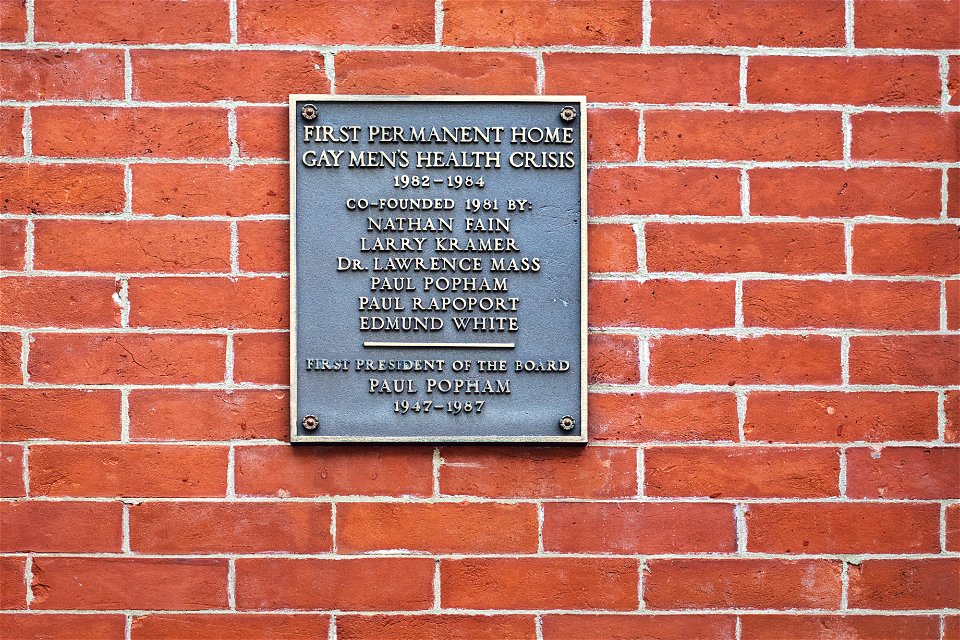 FIRST PERMANENT HOME
GAY MEN'S HEALTH CRISIS
1982–1984
CO-FOUNDED 1981 BY:
NATHAN FAIN
LARRY KRAMER
DR. LAWRENCE MASS
PAUL POPHAM
PAUL RAPOPORT
EDMUND WHITE
FIRST PRESIDENT OF THE BOARD
PAUL POPHAM
1947–1987